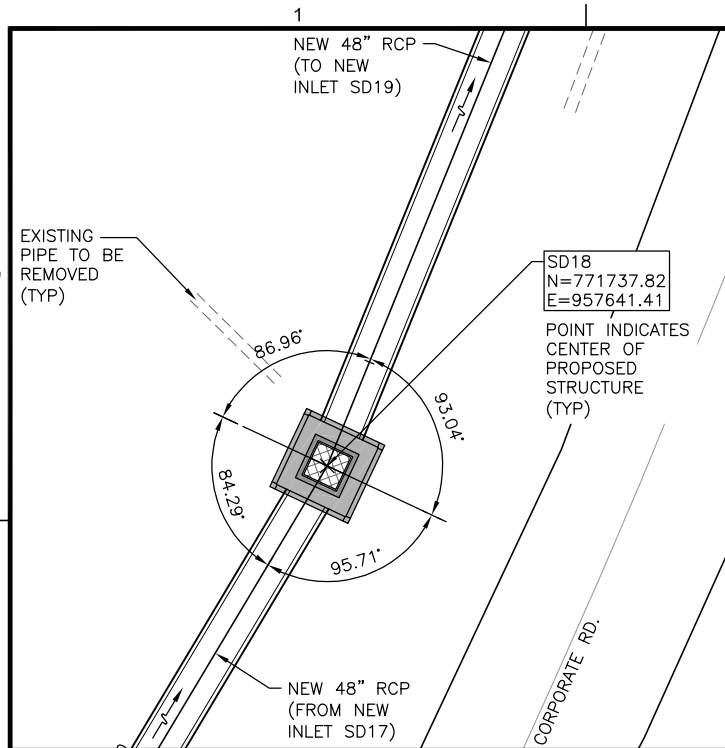 1
NEW 48" RCP
(TO NEW
INLET SD19)
EXISTING
PIPE TO BE
REMOVED
(TYP)
SD18
N=771737.82
E=957641.41
POINT INDICATES
CENTER OF
PROPOSED
STRUCTURE
(TYP)
86.96°
93.04°
84.29°
95.71°
NEW 48" RCP
(FROM NEW
INLET SD17)
CORPORATE RD.